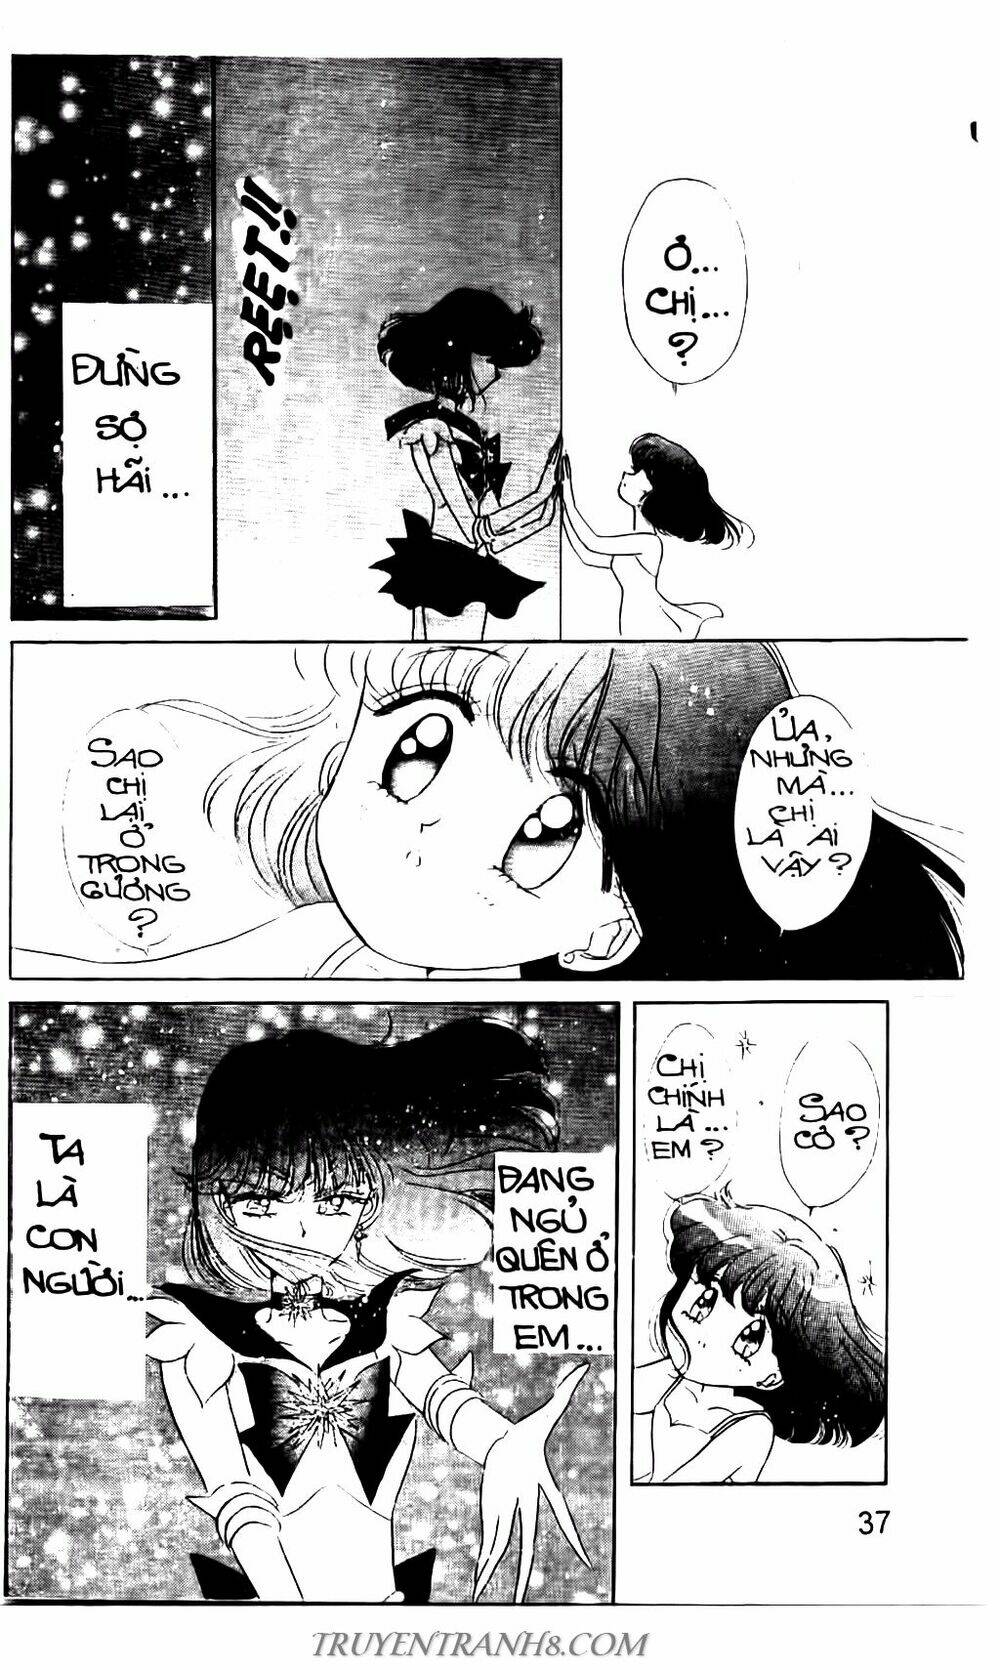 Ơ...
CHỊ...
?
RẸẸT!!
ĐỪNG
SỢ
HÃI...
ỦA,
NHƯNG
MÀ...
CHỊ
LÀ AI
VẬY?
SAO
CHỊ
LẠI
Ở
TRONG
GƯƠNG
?
SAO
CƠ?
CHỊ
CHÍNH
LÀ...
EM?
ĐANG
NGỦ
QUÊN Ở
TRONG
EM...
TA
LÀ
CON
NGƯỜI...
37
TRUYENTRANH8.COM